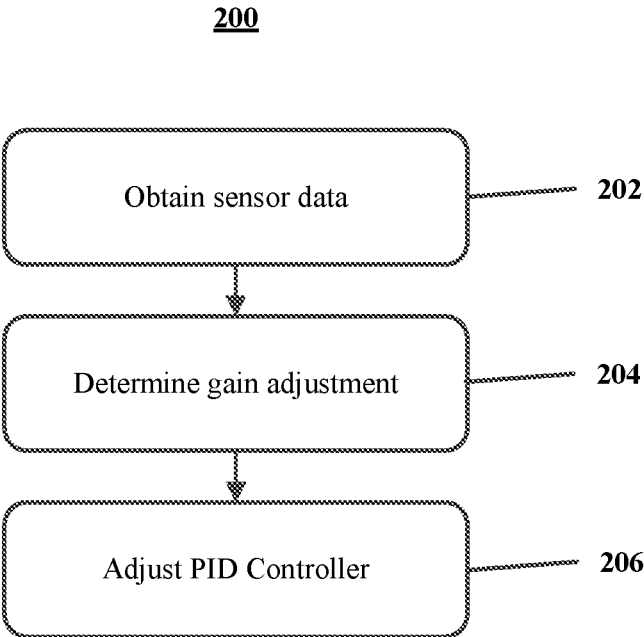 200
Obtain sensor data
202
Determine gain adjustment
204
Adjust PID Controller
206